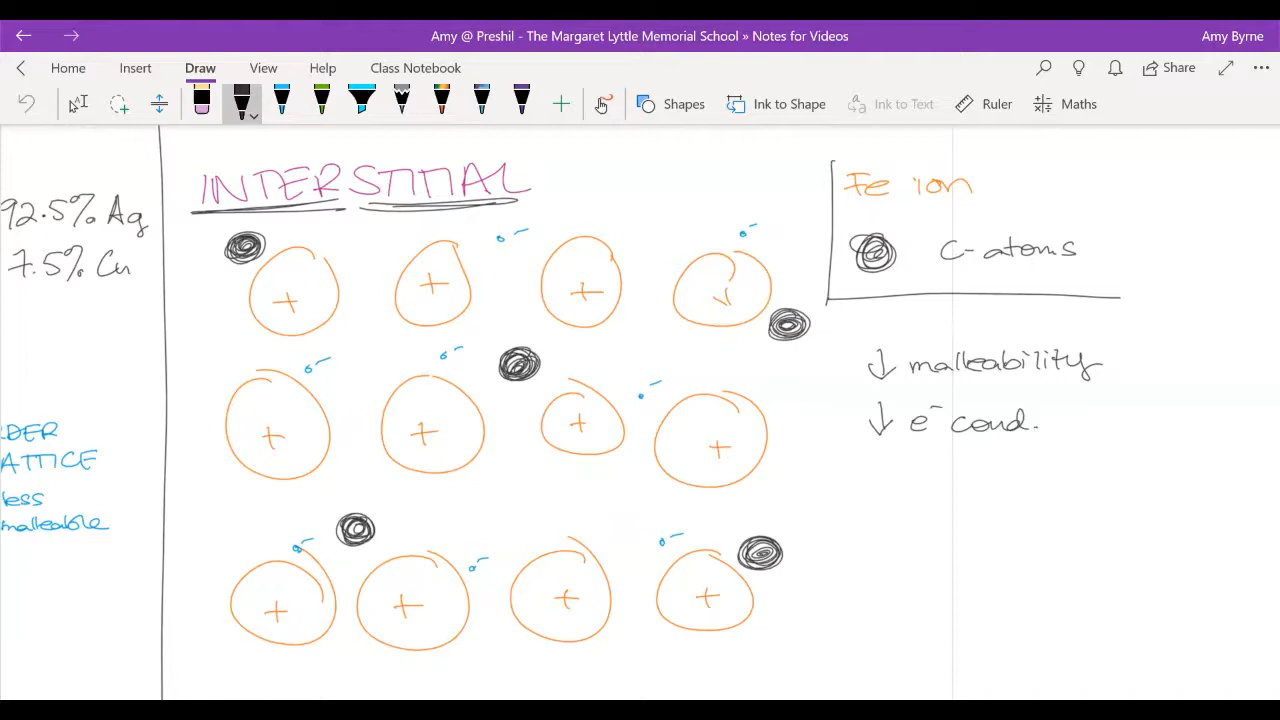 Amy @ Preshil - The Margaret Lyttle Memorial School » Notes for Videos
Amy Byrne
Home Insert Draw View Help Class Notebook
Share
Shapes Ink to Shape Ink to Text Ruler Maths
92.5% Ag
7.5% Cu
DER
ATTICE
less
malleable
INTERSTITIAL
+ + +
+ + + +
+ + + +
Fe ion
C-atoms
↓ malleability
↓ e⁻ cond.